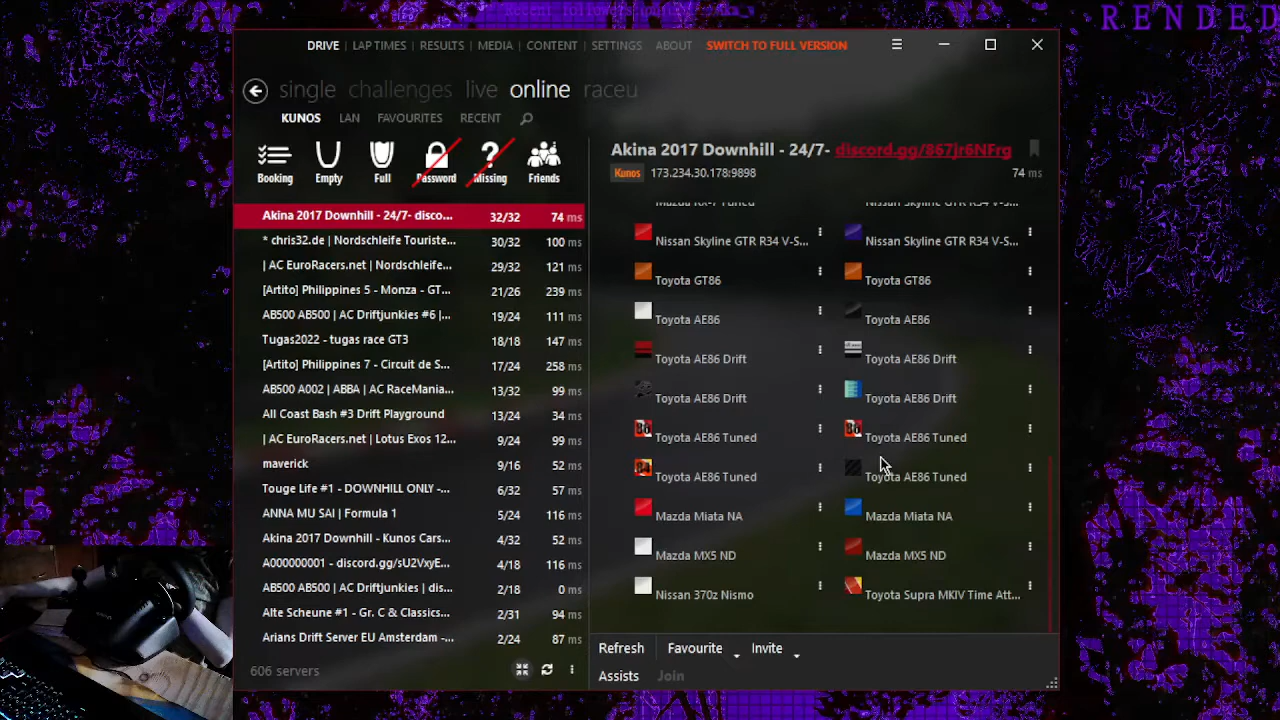 RENDED
DRIVE | LAP TIMES | RESULTS | MEDIA | CONTENT | SETTINGS | ABOUT SWITCH TO FULL VERSION
single challenges live online raceu
KUNOS LAN FAVOURITES RECENT
Booking Empty Full Password Missing Friends
Akina 2017 Downhill - 24/7- disco... 32/32 74 ms
* chris32.de | Nordschleife Touriste... 30/32 100 ms
| AC EuroRacers.net | Nordschleife... 29/32 121 ms
[Artito] Philippines 5 - Monza - GT... 21/26 239 ms
AB500 AB500 | AC Driftjunkies #6 |... 19/24 111 ms
Tugas2022 - tugas race GT3 18/18 147 ms
[Artito] Philippines 7 - Circuit de S... 17/24 258 ms
AB500 A002 | ABBA | AC RaceMania... 13/32 99 ms
All Coast Bash #3 Drift Playground 13/24 34 ms
| AC EuroRacers.net | Lotus Exos 12... 9/24 99 ms
maverick 9/16 52 ms
Touge Life #1 - DOWNHILL ONLY -... 6/32 57 ms
ANNA MU SAI | Formula 1 5/24 116 ms
Akina 2017 Downhill - Kunos Cars... 4/32 52 ms
A000000001 - discord.gg/sU2VxyE... 4/18 116 ms
AB500 AB500 | AC Driftjunkies | dis... 2/18 0 ms
Alte Scheune #1 - Gr. C & Classics... 2/31 94 ms
Arians Drift Server EU Amsterdam -... 2/24 87 ms
606 servers
Akina 2017 Downhill - 24/7- discord.gg/867jr6NFrg
Kunos 173.234.30.178:9898 74 ms
Mazda RX-7 Tuned Nissan Skyline GTR R34 V-S...
Nissan Skyline GTR R34 V-S... Nissan Skyline GTR R34 V-S...
Toyota GT86 Toyota GT86
Toyota AE86 Toyota AE86
Toyota AE86 Drift Toyota AE86 Drift
Toyota AE86 Drift Toyota AE86 Drift
Toyota AE86 Tuned Toyota AE86 Tuned
Toyota AE86 Tuned Toyota AE86 Tuned
Mazda Miata NA Mazda Miata NA
Mazda MX5 ND Mazda MX5 ND
Nissan 370z Nismo Toyota Supra MKIV Time Att...
Refresh Favourite Invite
Assists Join